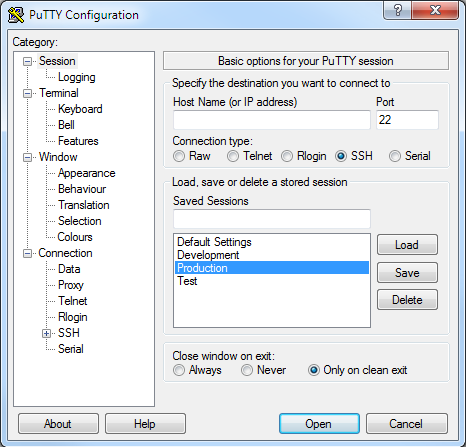 PuTTY Configuration
Category:
Session
Logging
Terminal
Keyboard
Bell
Features
Window
Appearance
Behaviour
Translation
Selection
Colours
Connection
Data
Proxy
Telnet
Rlogin
SSH
Serial
Basic options for your PuTTY session
Specify the destination you want to connect to
Host Name (or IP address) Port
22
Connection type:
Raw Telnet Rlogin SSH Serial
Load, save or delete a stored session
Saved Sessions
Default Settings
Development
Production
Test
Load
Save
Delete
Close window on exit:
Always Never Only on clean exit
About Help Open Cancel